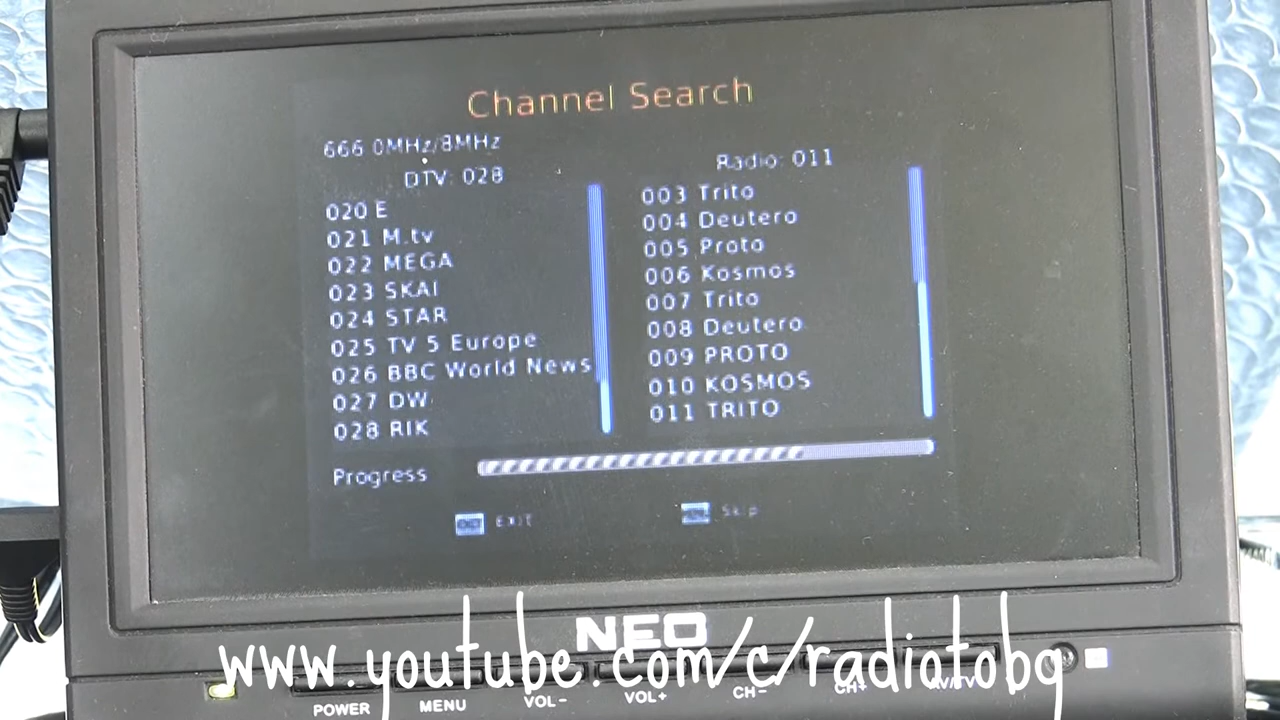 Channel Search
666 0MHz/8MHz
DTV: 028
020 E
021 M.tv
022 MEGA
023 SKAI
024 STAR
025 TV 5 Europe
026 BBC World News
027 DW
028 RIK
Radio: 011
003 Trito
004 Deutero
005 Proto
006 Kosmos
007 Trito
008 Deutero
009 PROTO
010 KOSMOS
011 TRITO
Progress
EXIT
Skip
NEO
www.youtube.com/c/radiotobg
POWER
MENU
VOL-
VOL+
CH-
CH+
AV/TV